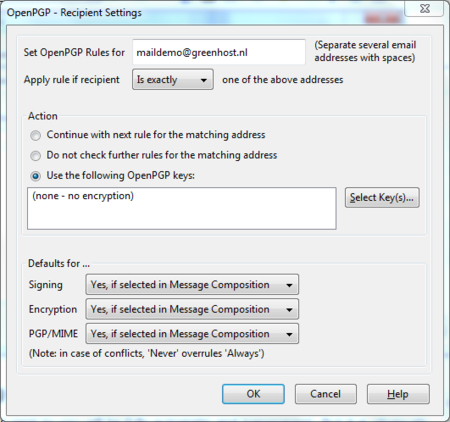 OpenPGP - Recipient Settings
Set OpenPGP Rules for maildemo@greenhost.nl (Separate several email addresses with spaces)
Apply rule if recipient Is exactly one of the above addresses
Action
Continue with next rule for the matching address
Do not check further rules for the matching address
Use the following OpenPGP keys:
(none - no encryption) Select Key(s)...
Defaults for ...
Signing Yes, if selected in Message Composition
Encryption Yes, if selected in Message Composition
PGP/MIME Yes, if selected in Message Composition
(Note: in case of conflicts, 'Never' overrules 'Always')
OK Cancel Help